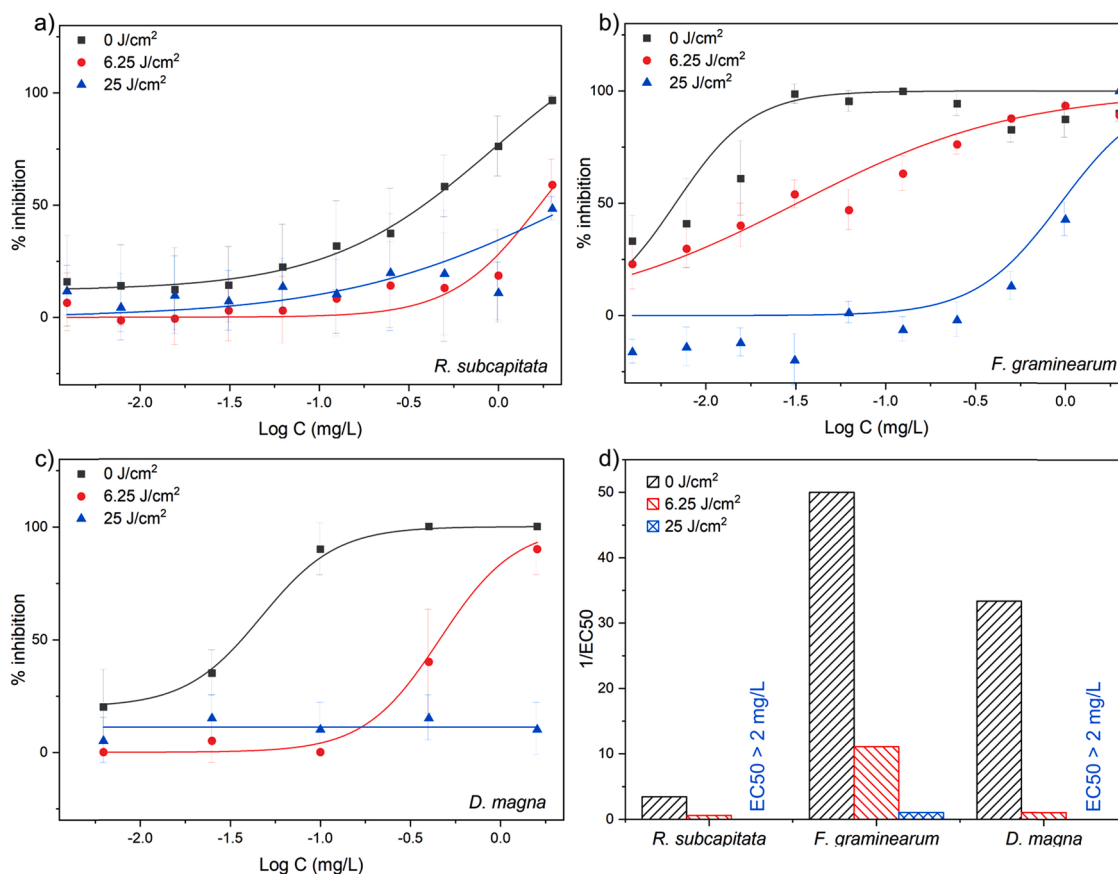 a)
0 J/cm²
6.25 J/cm²
25 J/cm²
100
50
0
% inhibition
-2.0
-1.5
-1.0
-0.5
0.0
Log C (mg/L)
R. subcapitata
b)
0 J/cm²
6.25 J/cm²
25 J/cm²
100
50
0
% inhibition
-2.0
-1.5
-1.0
-0.5
0.0
Log C (mg/L)
F. graminearum
c)
0 J/cm²
6.25 J/cm²
25 J/cm²
100
50
0
% inhibition
-2.0
-1.5
-1.0
-0.5
0.0
Log C (mg/L)
D. magna
d)
0 J/cm²
6.25 J/cm²
25 J/cm²
50
40
30
20
10
0
1/EC50
EC50 > 2 mg/L
EC50 > 2 mg/L
R. subcapitata
F. graminearum
D. magna